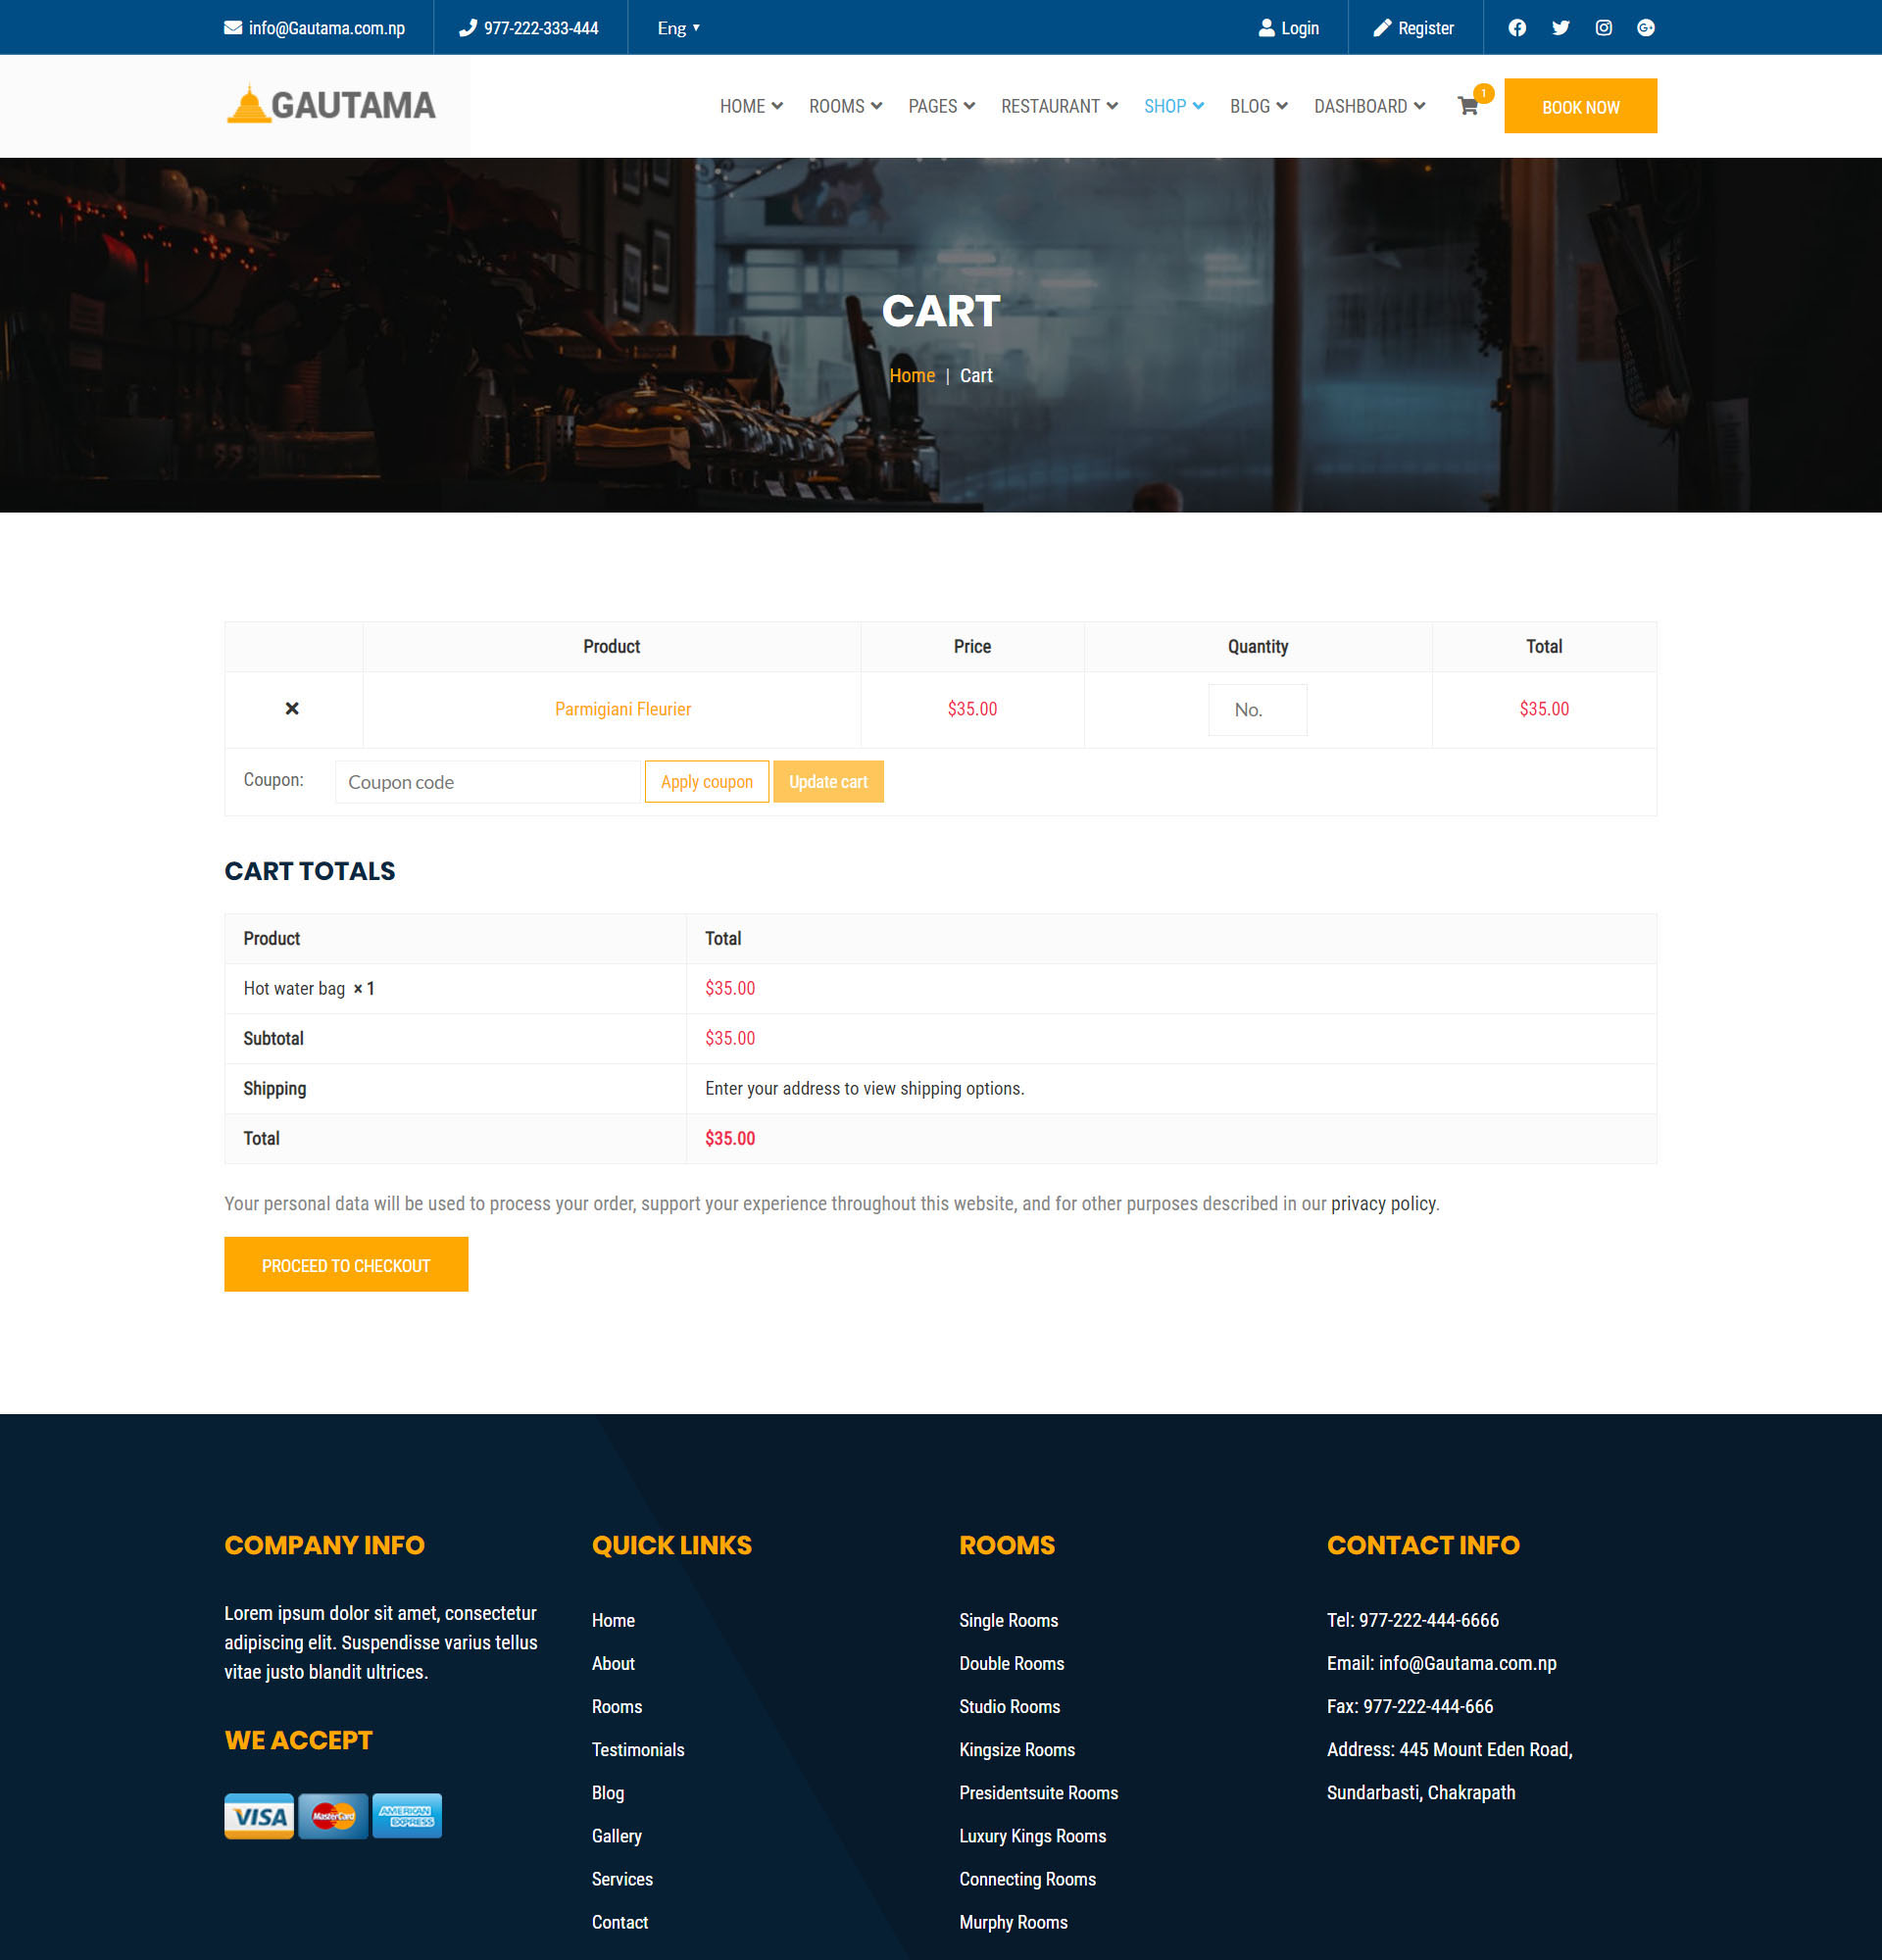 info@Gautama.com.np 977-222-333-444 Eng Login Register
GAUTAMA HOME ROOMS PAGES RESTAURANT SHOP BLOG DASHBOARD 1 BOOK NOW
CART
Home | Cart
Product Price Quantity Total
Parmigiani Fleurier $35.00 No. $35.00
Coupon: Coupon code Apply coupon Update cart
CART TOTALS
Product Total
Hot water bag × 1 $35.00
Subtotal $35.00
Shipping Enter your address to view shipping options.
Total $35.00
Your personal data will be used to process your order, support your experience throughout this website, and for other purposes described in our privacy policy.
PROCEED TO CHECKOUT
COMPANY INFO
Lorem ipsum dolor sit amet, consectetur
adipiscing elit. Suspendisse varius tellus
vitae justo blandit ultrices.
WE ACCEPT
VISA MasterCard AMERICAN EXPRESS
QUICK LINKS
Home
About
Rooms
Testimonials
Blog
Gallery
Services
Contact
ROOMS
Single Rooms
Double Rooms
Studio Rooms
Kingsize Rooms
Presidentsuite Rooms
Luxury Kings Rooms
Connecting Rooms
Murphy Rooms
CONTACT INFO
Tel: 977-222-444-6666
Email: info@Gautama.com.np
Fax: 977-222-444-666
Address: 445 Mount Eden Road,
Sundarbasti, Chakrapath